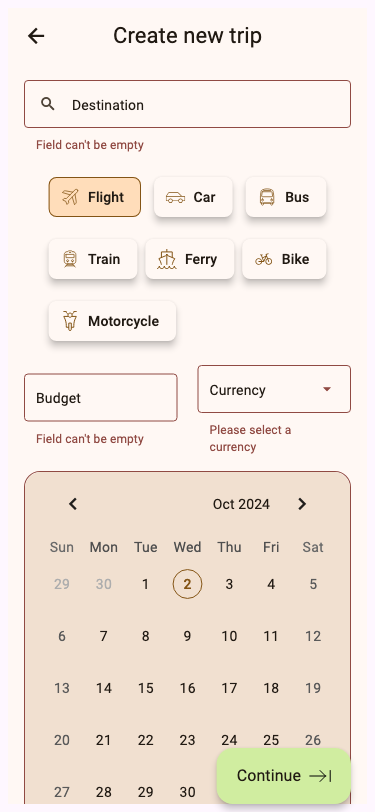 Create new trip
Destination
Field can't be empty
Flight Car Bus
Train Ferry Bike
Motorcycle
Budget Currency
Field can't be empty Please select a
currency
Oct 2024
Sun Mon Tue Wed Thu Fri Sat
29 30 1 2 3 4 5
6 7 8 9 10 11 12
13 14 15 16 17 18 19
20 21 22 23 24 25 26
27 28 29 30
Continue